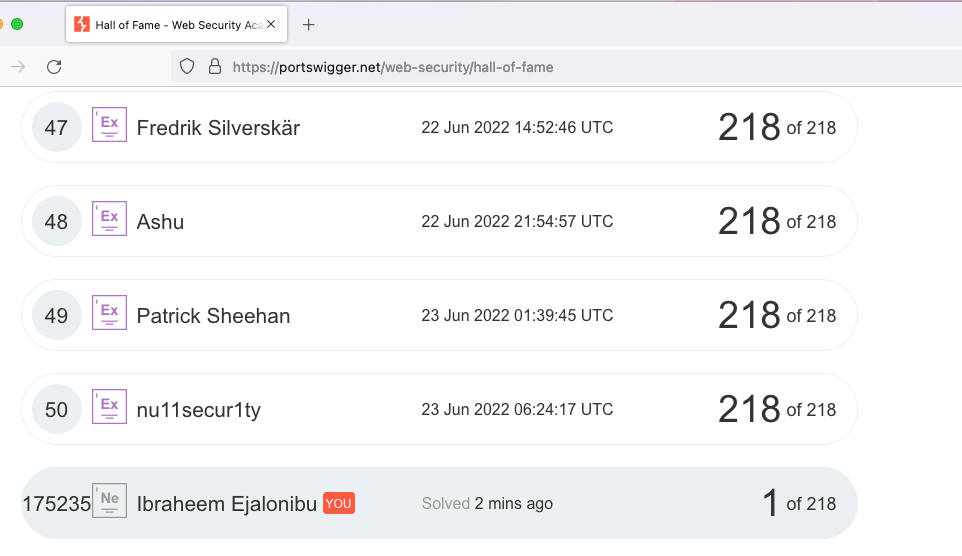 Hall of Fame - Web Security Aca
https://portswigger.net/web-security/hall-of-fame
47 Ex Fredrik Silverskär 22 Jun 2022 14:52:46 UTC 218 of 218
48 Ex Ashu 22 Jun 2022 21:54:57 UTC 218 of 218
49 Ex Patrick Sheehan 23 Jun 2022 01:39:45 UTC 218 of 218
50 Ex nu11secur1ty 23 Jun 2022 06:24:17 UTC 218 of 218
175235 Ne Ibraheem Ejalonibu YOU Solved 2 mins ago 1 of 218